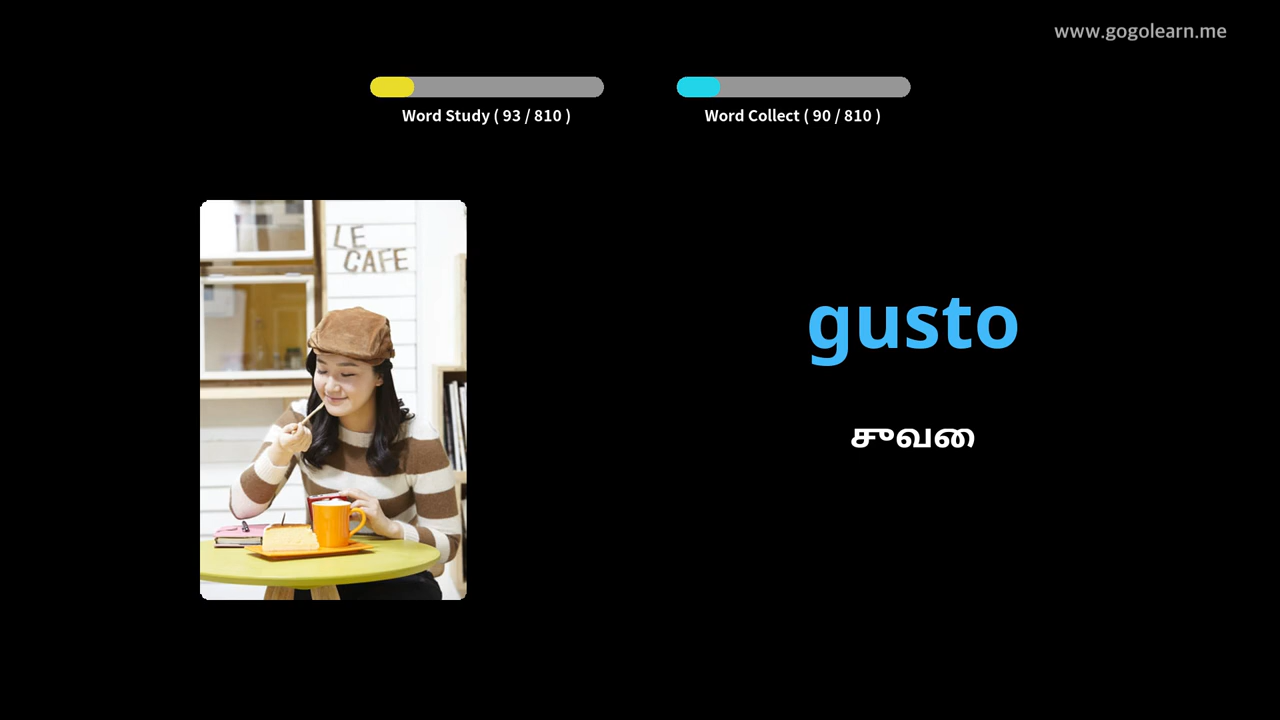 www.gogolearn.me
Word Study ( 93 / 810 )
Word Collect ( 90 / 810 )
LE
CAFE
gusto
சுவை